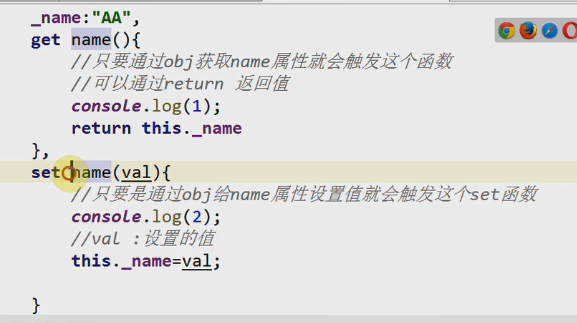 _name:"AA",
get name(){
//只要通过obj获取name属性就会触发这个函数
//可以通过return 返回值
console.log(1);
return this._name
},
set name(val){
//只要是通过obj给name属性设置值就会触发这个set函数
console.log(2);
//val :设置的值
this._name=val;
}